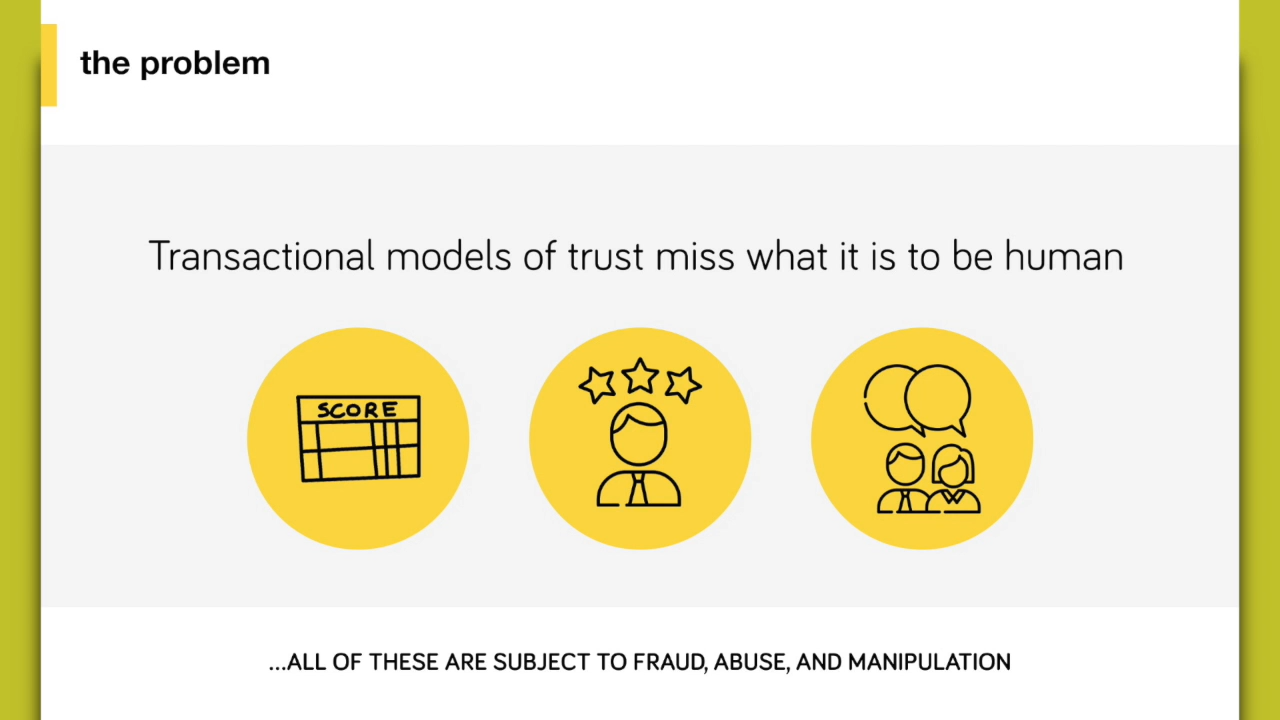 the problem
Transactional models of trust miss what it is to be human
SCORE
...ALL OF THESE ARE SUBJECT TO FRAUD, ABUSE, AND MANIPULATION